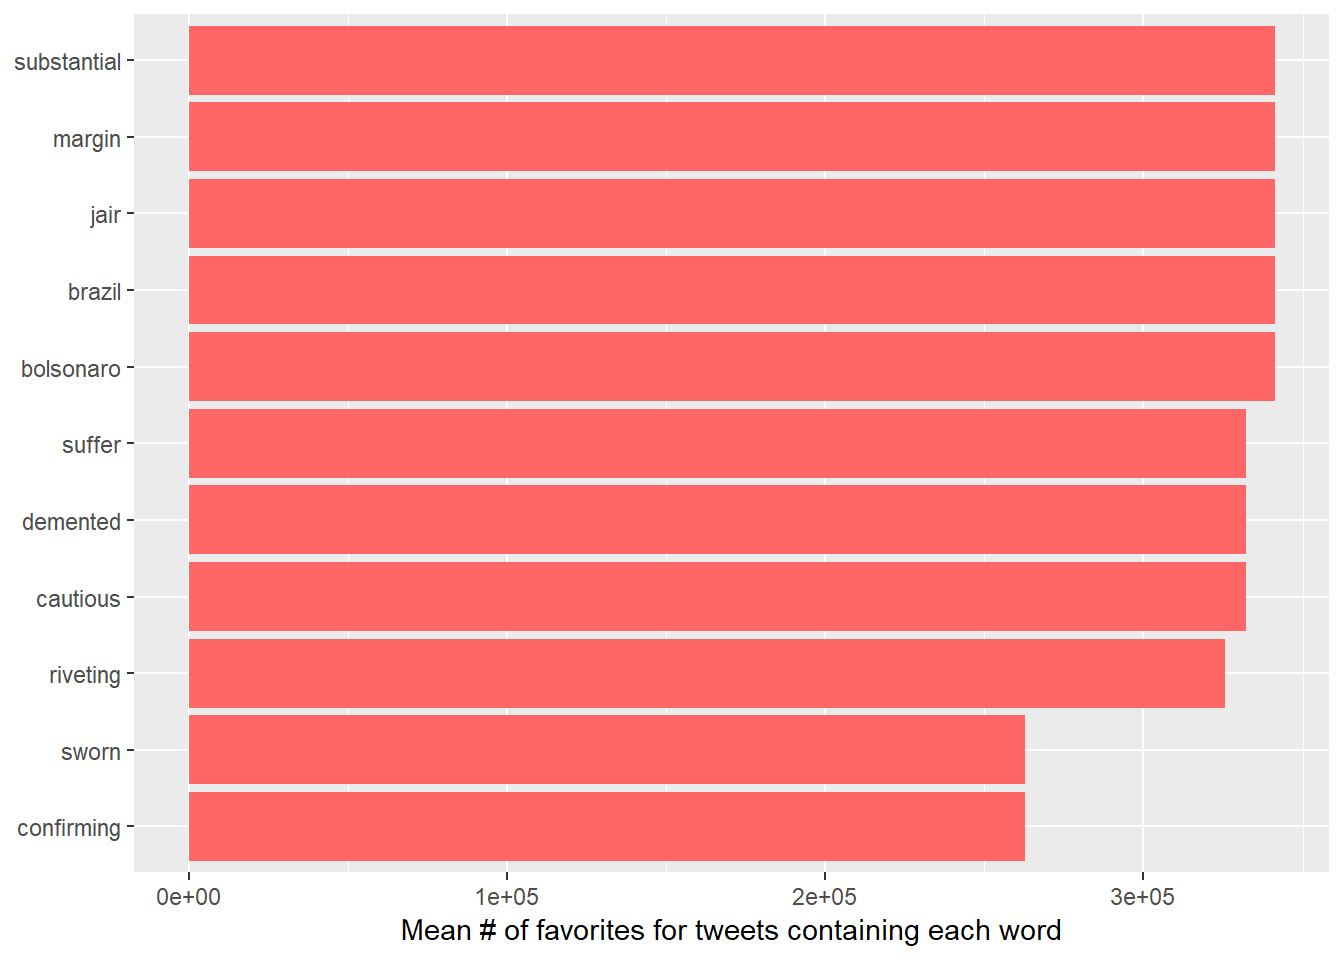 substantial
margin
jair
brazil
bolsonaro
suffer
demented
cautious
riveting
sworn
confirming
0e+00 1e+05 2e+05 3e+05
Mean # of favorites for tweets containing each word